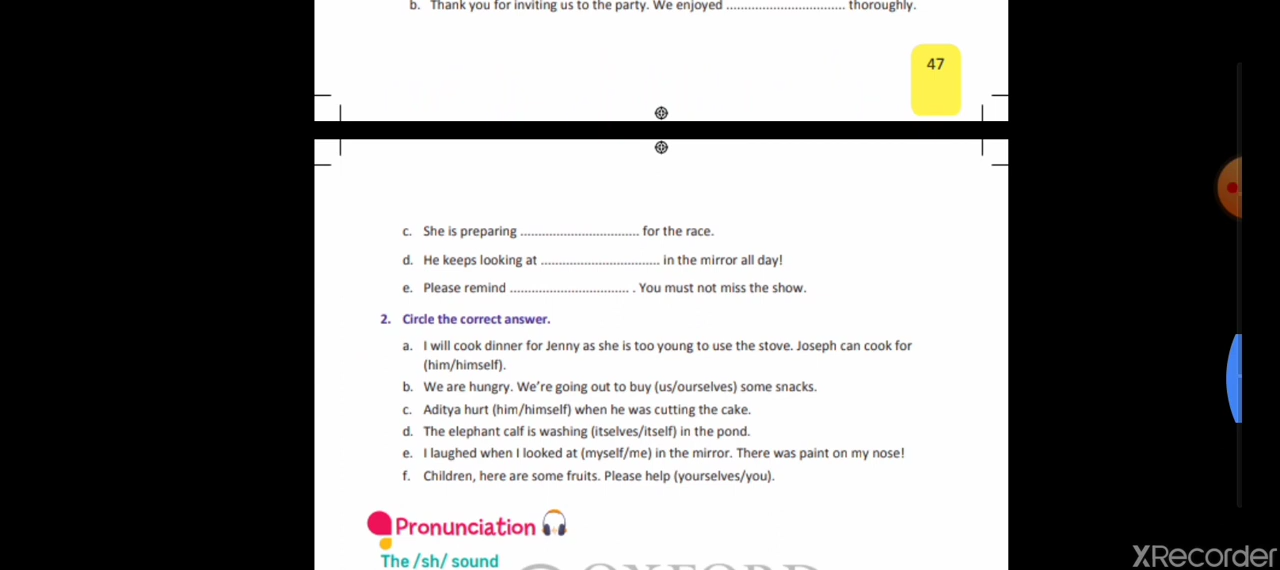 b. Thank you for inviting us to the party. We enjoyed ................................ thoroughly.
47
c. She is preparing ................................ for the race.
d. He keeps looking at ................................ in the mirror all day!
e. Please remind ................................ . You must not miss the show.
2. Circle the correct answer.
a. I will cook dinner for Jenny as she is too young to use the stove. Joseph can cook for
(him/himself).
b. We are hungry. We're going out to buy (us/ourselves) some snacks.
c. Aditya hurt (him/himself) when he was cutting the cake.
d. The elephant calf is washing (itselves/itself) in the pond.
e. I laughed when I looked at (myself/me) in the mirror. There was paint on my nose!
f. Children, here are some fruits. Please help (yourselves/you).
Pronunciation
The /sh/ sound
OXFORD
XRecorder